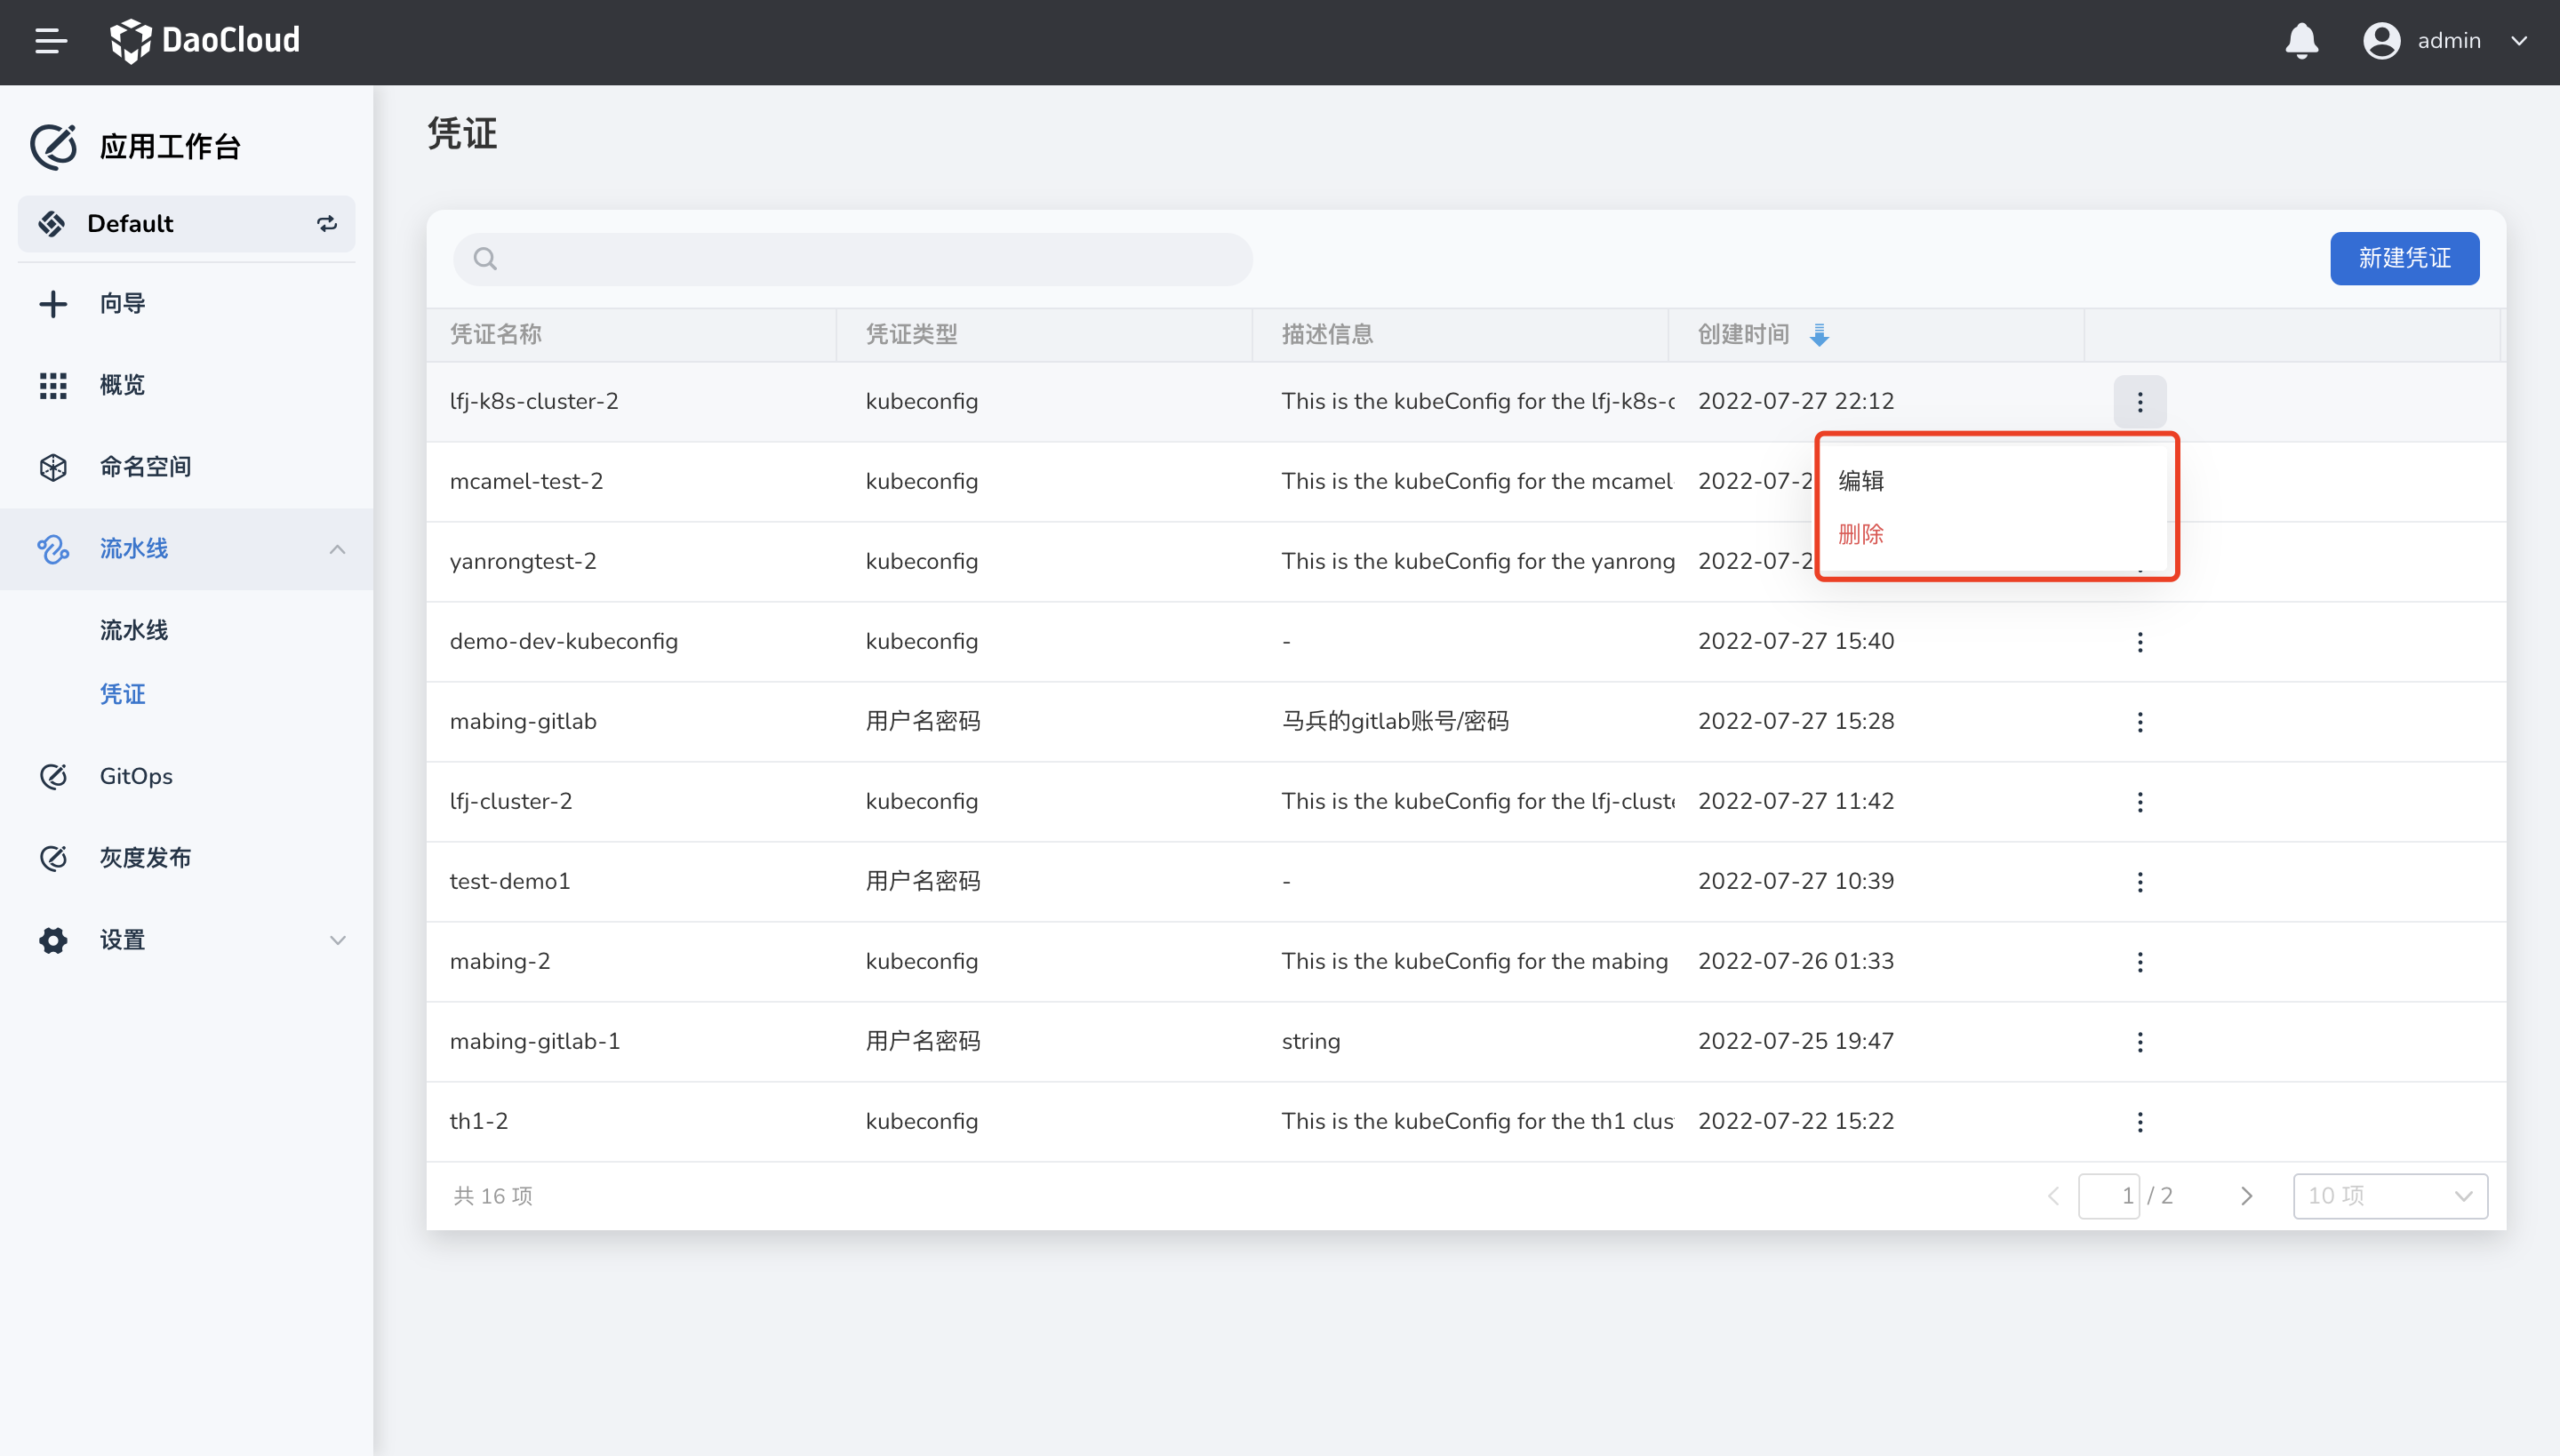 DaoCloud
admin
应用工作台
Default
向导
概览
命名空间
流水线
流水线
凭证
GitOps
灰度发布
设置
凭证
新建凭证
凭证名称 凭证类型 描述信息 创建时间
lfj-k8s-cluster-2 kubeconfig This is the kubeConfig for the lfj-k8s-c 2022-07-27 22:12
mcamel-test-2 kubeconfig This is the kubeConfig for the mcamel 2022-07-2
编辑
删除
yanrongtest-2 kubeconfig This is the kubeConfig for the yanrong 2022-07-2
demo-dev-kubeconfig kubeconfig - 2022-07-27 15:40
mabing-gitlab 用户名密码 马兵的gitlab账号/密码 2022-07-27 15:28
lfj-cluster-2 kubeconfig This is the kubeConfig for the lfj-cluste 2022-07-27 11:42
test-demo1 用户名密码 - 2022-07-27 10:39
mabing-2 kubeconfig This is the kubeConfig for the mabing 2022-07-26 01:33
mabing-gitlab-1 用户名密码 string 2022-07-25 19:47
th1-2 kubeconfig This is the kubeConfig for the th1 clus 2022-07-22 15:22
共 16 项 1 / 2 10 项